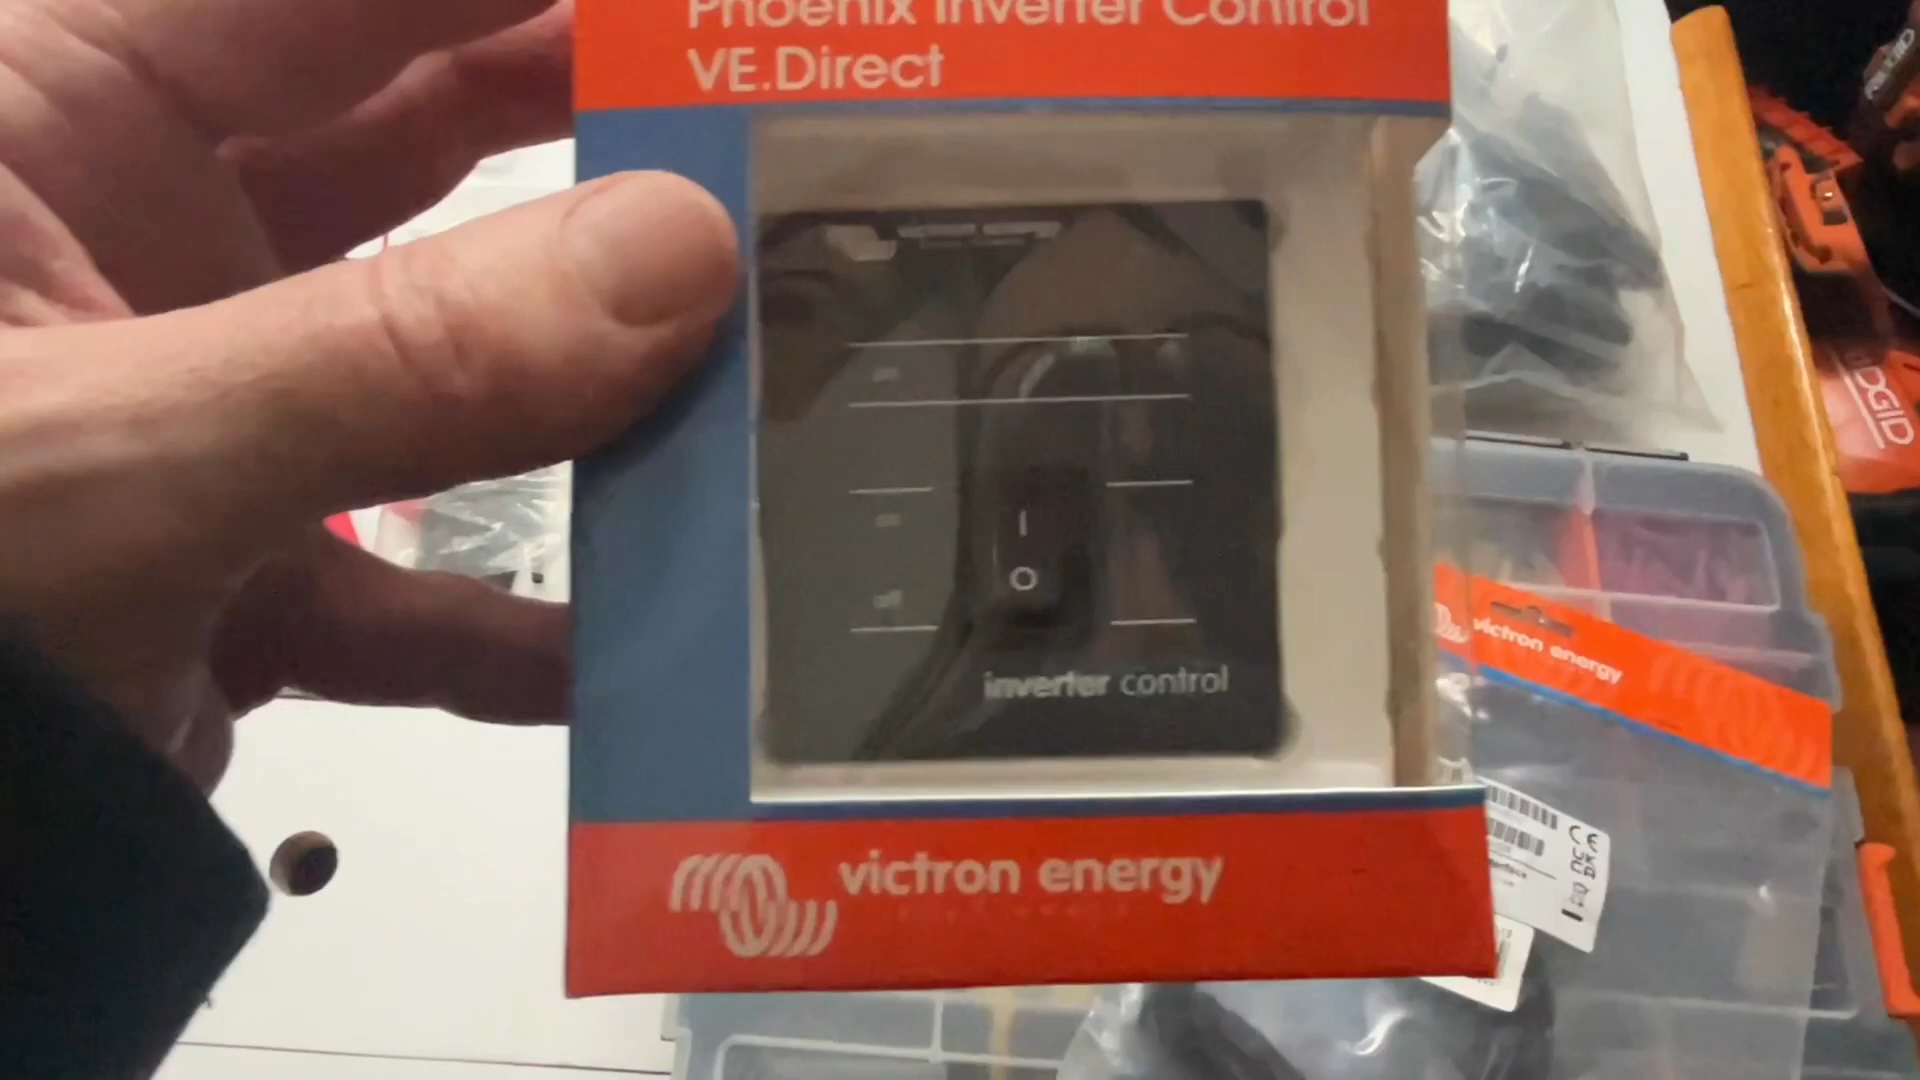 Phoenix Inverter Control
VE.Direct
I
O
inverter control
victron energy
victron energy
RIDGID